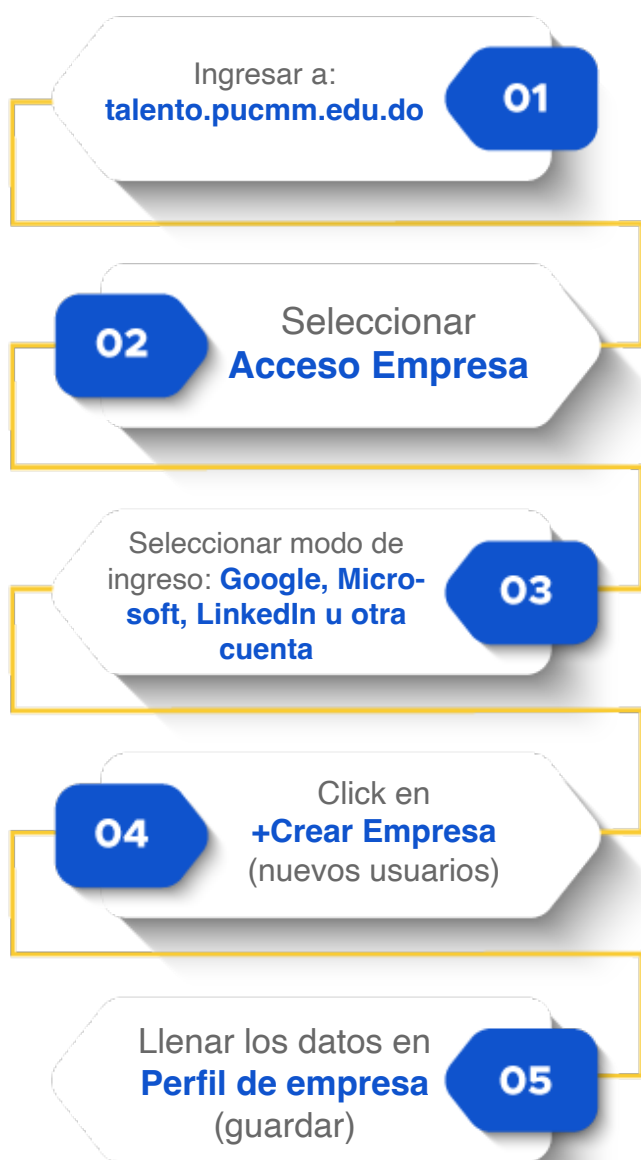 Ingresar a:
talento.pucmm.edu.do
01
02
Seleccionar
Acceso Empresa
Seleccionar modo de
ingreso: Google, Micro-
soft, LinkedIn u otra
cuenta
03
04
Click en
+Crear Empresa
(nuevos usuarios)
Llenar los datos en
Perfil de empresa
(guardar)
05